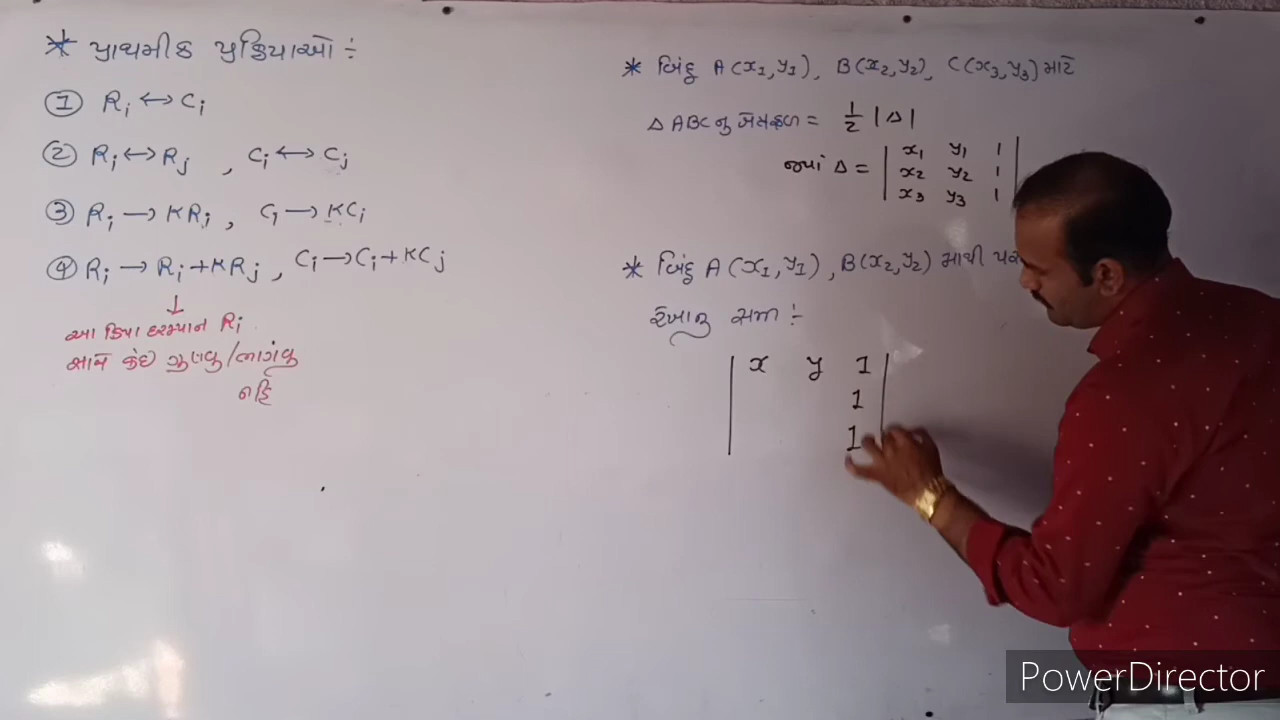 * પ્રાથમીક પ્રક્રિયાઓ ÷
① Rᵢ ↔ Cᵢ
② Rᵢ ↔ Rⱼ , Cᵢ ↔ Cⱼ
③ Rᵢ → KRᵢ , Cᵢ → KCᵢ
④ Rᵢ → Rᵢ + KRⱼ , Cᵢ → Cᵢ + KCⱼ
↓
આ ક્રિયા દરમ્યાન Rᵢ
સાથે કંઇ ગુણવુ/ભાગવુ
નહિ
* બિંદુ A(x₁,y₁), B(x₂,y₂), C(x₃,y₃) માટે
Δ ABC નુ ક્ષેત્રફળ = 1/2 |Δ|
જ્યાં Δ = | x₁ y₁ 1 |
| x₂ y₂ 1 |
| x₃ y₃ 1 |
* બિંદુ A(x₁,y₁), B(x₂,y₂) માથી
રેખાનુ સમી ÷
| x y 1 |
1
1
PowerDirector